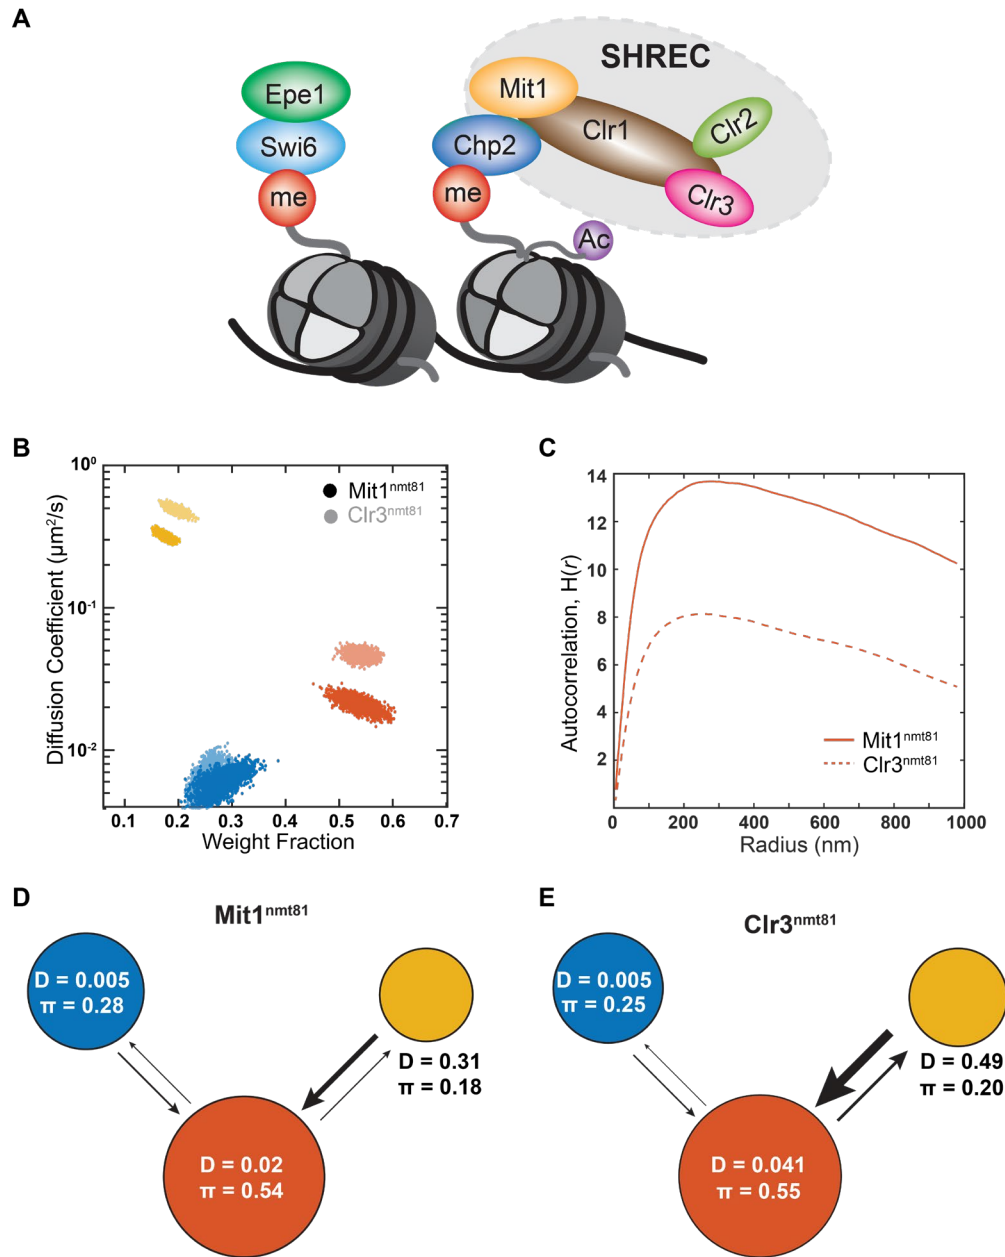 A
SHREC
Epe1
Swi6
me
Mit1
Clr1
Clr2
Chp2
me
Clr3
Ac
B
Diffusion Coefficient (µm²/s)
10⁰
10⁻¹
10⁻²
Mit1ⁿᵐᵗ⁸¹
Clr3ⁿᵐᵗ⁸¹
0.1 0.2 0.3 0.4 0.5 0.6 0.7
Weight Fraction
C
Autocorrelation, H(r)
14
12
10
8
6
4
2
Mit1ⁿᵐᵗ⁸¹
Clr3ⁿᵐᵗ⁸¹
0 200 400 600 800 1000
Radius (nm)
D
Mit1ⁿᵐᵗ⁸¹
D = 0.005
π = 0.28
D = 0.31
π = 0.18
D = 0.02
π = 0.54
E
Clr3ⁿᵐᵗ⁸¹
D = 0.005
π = 0.25
D = 0.49
π = 0.20
D = 0.041
π = 0.55